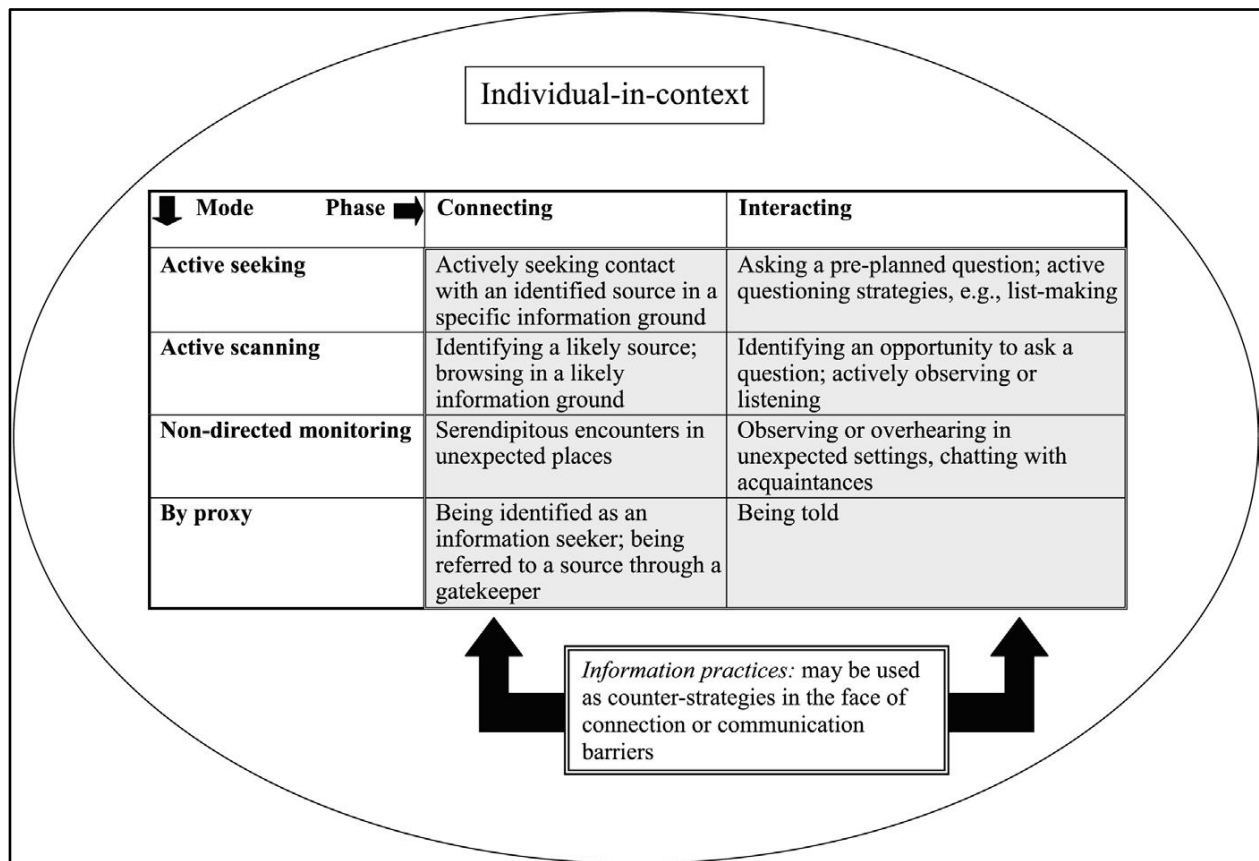 Individual-in-context
Mode Phase Connecting Interacting
Active seeking
Actively seeking contact
with an identified source in a
specific information ground
Asking a pre-planned question; active
questioning strategies, e.g., list-making
Active scanning
Identifying a likely source;
browsing in a likely
information ground
Identifying an opportunity to ask a
question; actively observing or
listening
Non-directed monitoring
Serendipitous encounters in
unexpected places
Observing or overhearing in
unexpected settings, chatting with
acquaintances
By proxy
Being identified as an
information seeker; being
referred to a source through a
gatekeeper
Being told
Information practices: may be used
as counter-strategies in the face of
connection or communication
barriers